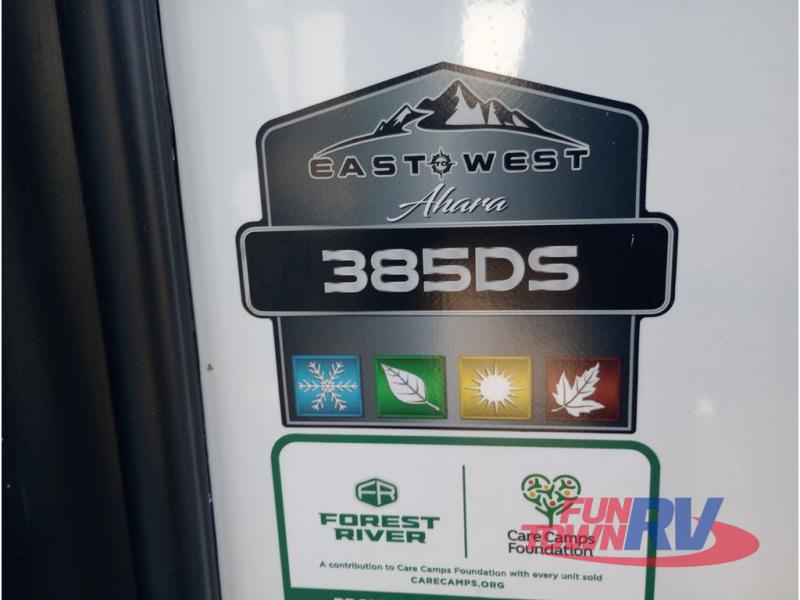 EAST TO WEST
Ahara
385DS
FR
FOREST RIVER
Care Camps Foundation
A contribution to Care Camps Foundation with every unit sold
CARECAMPS.ORG
FUN TOWN RV